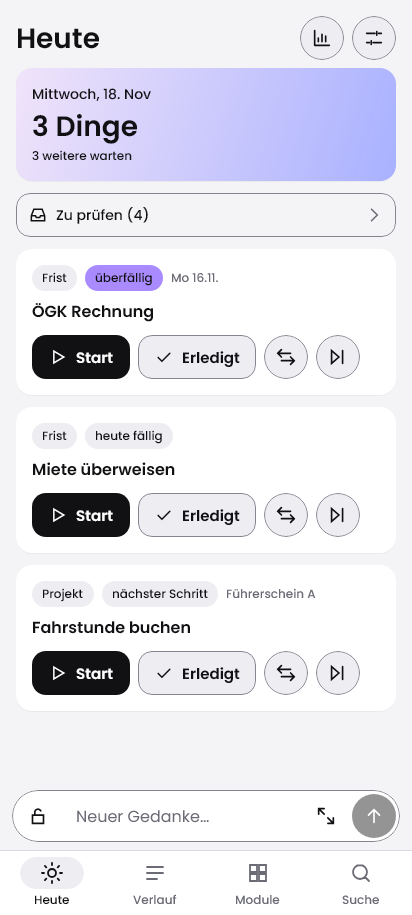 Heute
Mittwoch, 18. Nov
3 Dinge
3 weitere warten
Zu prüfen (4)
Frist überfällig Mo 16.11.
ÖGK Rechnung
Start Erledigt
Frist heute fällig
Miete überweisen
Start Erledigt
Projekt nächster Schritt Führerschein A
Fahrstunde buchen
Start Erledigt
Neuer Gedanke...
Heute Verlauf Module Suche